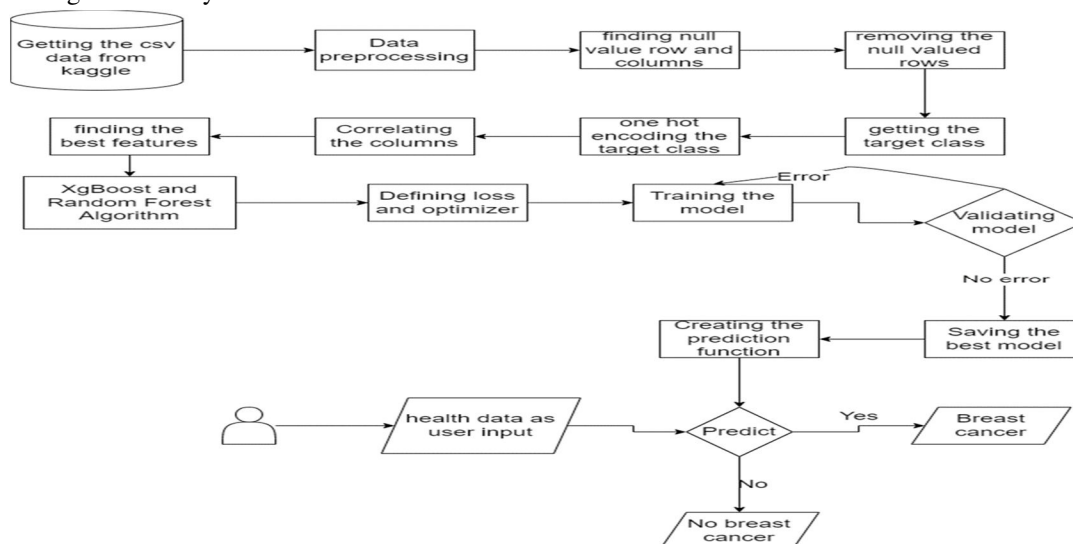 Getting the csv
data from
kaggle
Data
preprocessing
finding null
value row and
columns
removing the
null valued
rows
finding the
best features
Correlating
the columns
one hot
encoding the
target class
getting the
target class
XgBoost and
Random Forest
Algorithm
Defining loss
and optimizer
Training the
model
Error
Validating
model
No error
Creating the
prediction
function
Saving the
best model
health data as
user input
Predict
Yes
Breast
cancer
No
No breast
cancer